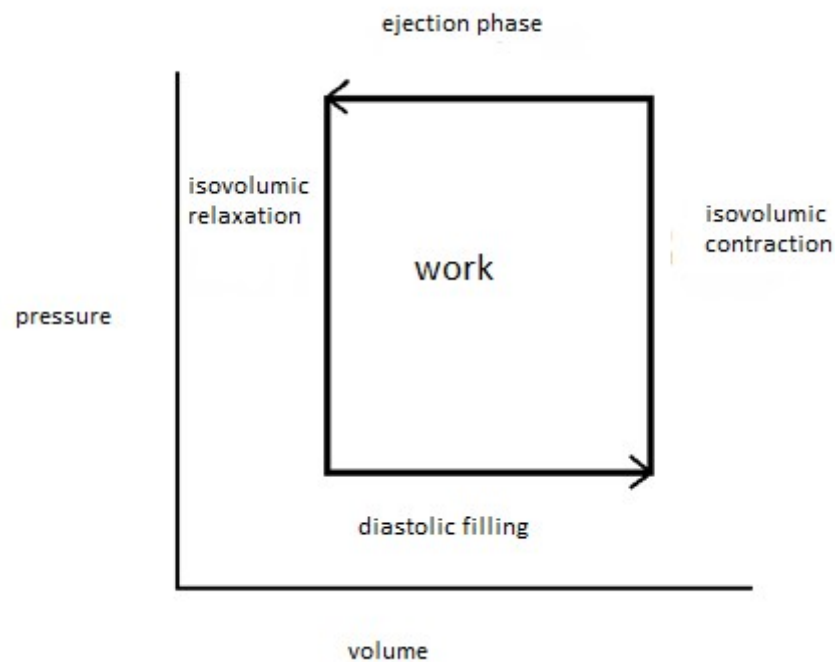 ejection phase
isovolumic
relaxation
isovolumic
contraction
work
pressure
diastolic filling
volume